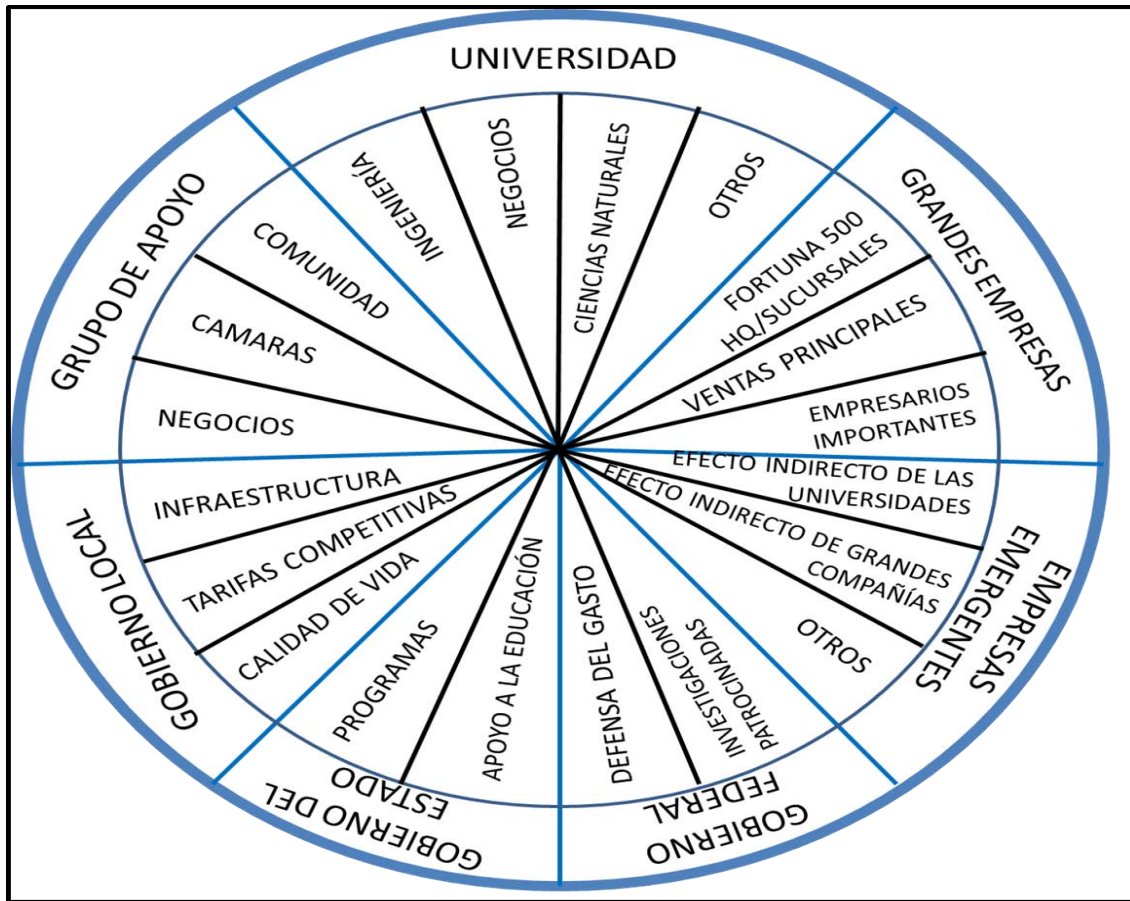 UNIVERSIDAD
INGENIERÍA
NEGOCIOS
CIENCIAS NATURALES
OTROS
GRANDES EMPRESAS
FORTUNA 500
HQ/SUCURSALES
VENTAS PRINCIPALES
EMPRESARIOS
IMPORTANTES
EMPRESAS
EMERGENTES
EFECTO INDIRECTO DE LAS
UNIVERSIDADES
EFECTO INDIRECTO DE GRANDES
COMPAÑÍAS
OTROS
GOBIERNO
FEDERAL
INVESTIGACIONES
PATROCINADAS
DEFENSA DEL GASTO
GOBIERNO DEL
ESTADO
APOYO A LA EDUCACIÓN
PROGRAMAS
GOBIERNO LOCAL
CALIDAD DE VIDA
TARIFAS COMPETITIVAS
INFRAESTRUCTURA
GRUPO DE APOYO
NEGOCIOS
CAMARAS
COMUNIDAD